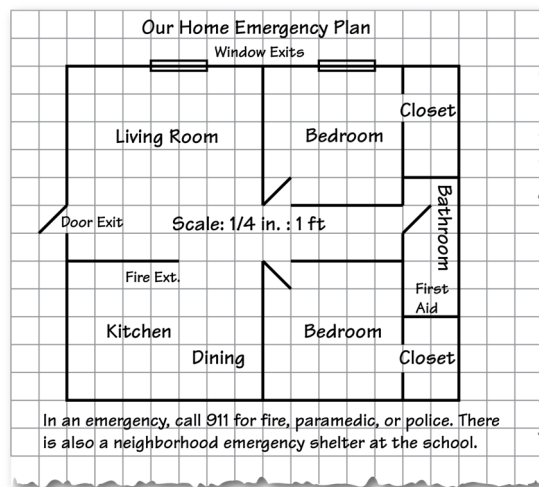 Our Home Emergency Plan
Window Exits
Closet
Living Room
Bedroom
Door Exit
Scale: 1/4 in. : 1 ft
Bathroom
Fire Ext.
First
Aid
Kitchen
Bedroom
Dining
Closet
In an emergency, call 911 for fire, paramedic, or police. There
is also a neighborhood emergency shelter at the school.